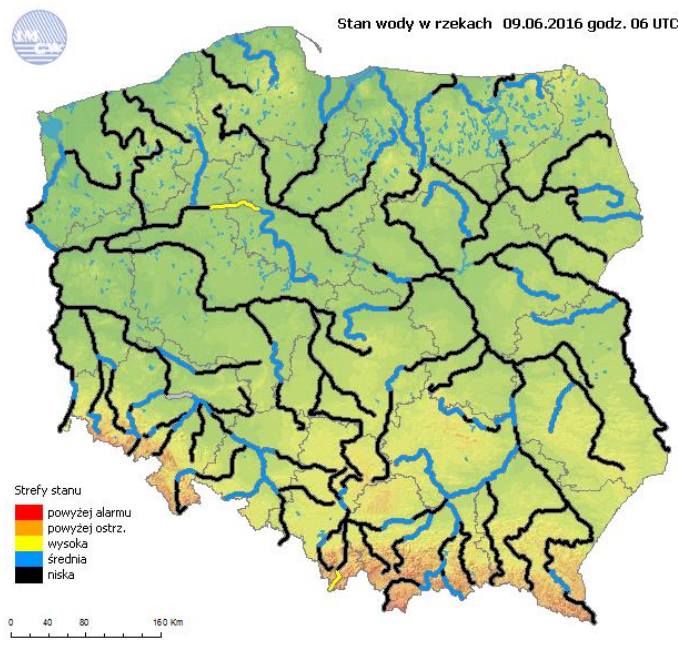 IMGW
Stan wody w rzekach 09.06.2016 godz. 06 UTC
Strefy stanu
powyżej alarmu
powyżej ostrz.
wysoka
średnia
niska
0 40 80 160 Km